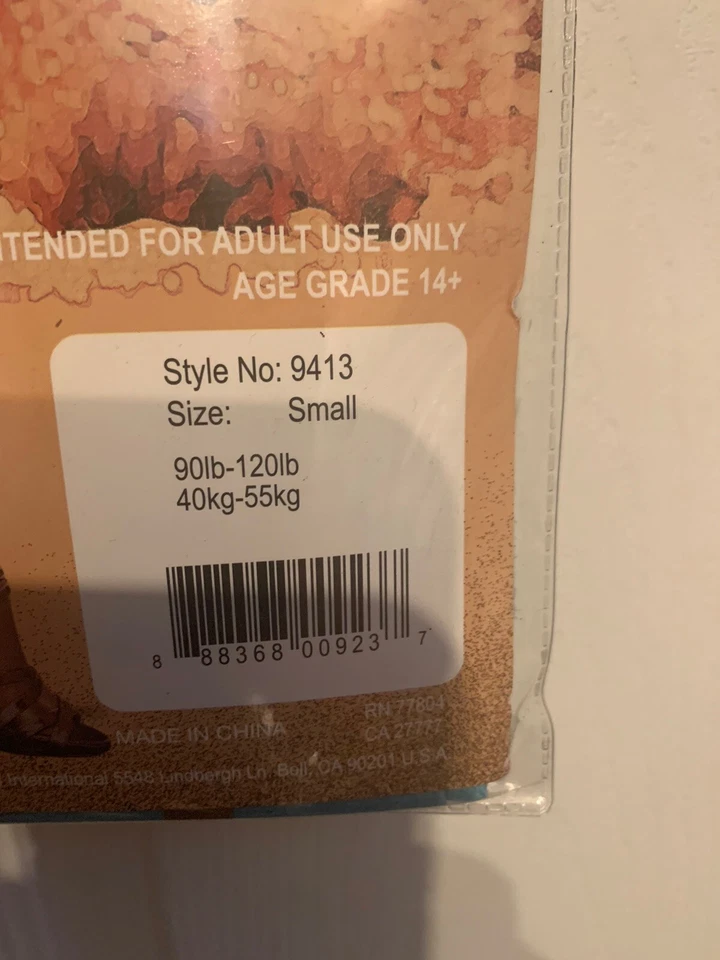 NTENDED FOR ADULT USE ONLY
AGE GRADE 14+
Style No: 9413
Size: Small
90lb-120lb
40kg-55kg
8 88368 00923 7
MADE IN CHINA
RN 77804
CA 27777
International 5548 Lindbergh Ln. Bell, CA 90201 U.S.A.